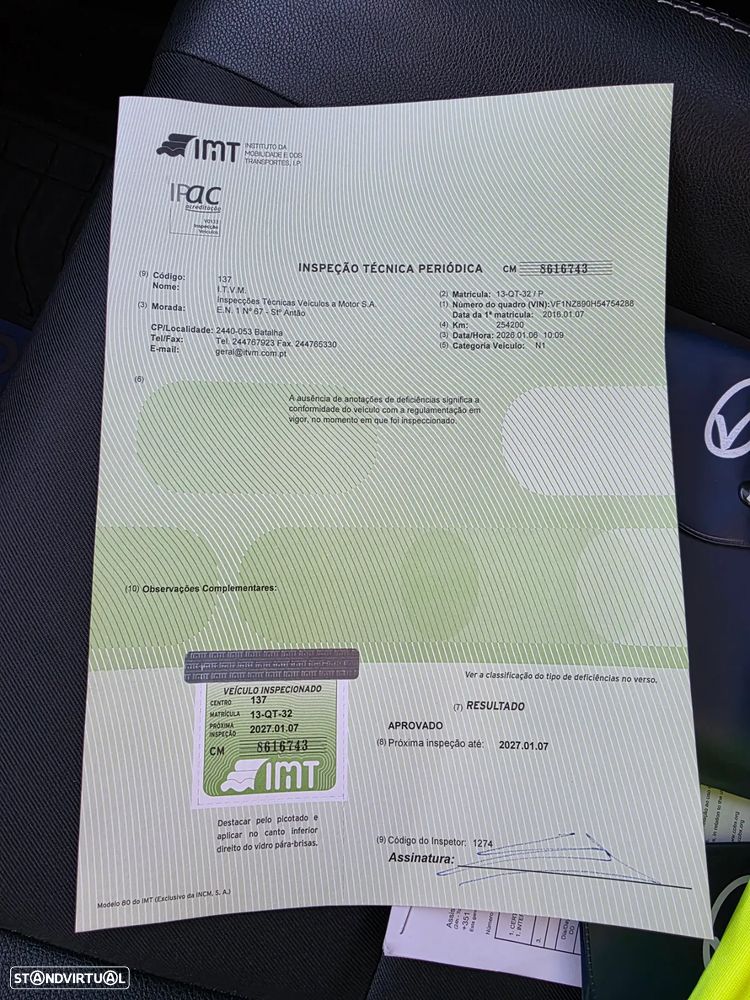 IMT INSTITUTO DA
MOBILIDADE E DOS
TRANSPORTES, I.P.
IPac
acreditação
V0133
Inspecção
Veículos
INSPEÇÃO TÉCNICA PERIÓDICA CM 8616743
(9) Código: 137
Nome: I.T.V.M.
Inspecções Técnicas Veículos a Motor S.A.
(3) Morada: E.N. 1 Nº 67 - Stº Antão
CP/Localidade: 2440-053 Batalha
Tel/Fax: Tel. 244767923 Fax. 244765330
E-mail: geral@itvm.com.pt
(2) Matricula: 13-QT-32 / P
(1) Número do quadro (VIN): VF1NZ890H54754288
Data da 1ª matricula: 2016.01.07
(4) Km: 254200
(3) Data/Hora: 2026.01.06 10:09
(5) Categoria Veículo: N1
(6)
A ausência de anotações de deficiências significa a
conformidade do veículo com a regulamentação em
vigor, no momento em que foi inspeccionado.
(10) Observações Complementares:
Ver a classificação do tipo de deficiências no verso.
VEÍCULO INSPECIONADO
CENTRO 137
MATRÍCULA 13-QT-32
PRÓXIMA
INSPEÇÃO 2027.01.07
CM 8616743
IMT
Destacar pelo picotado e
aplicar no canto inferior
direito do vidro pára-brisas.
(7) RESULTADO
APROVADO
(8) Próxima inspeção até: 2027.01.07
(9) Código do Inspetor: 1274
Assinatura:
Modelo 80 do IMT (Exclusivo da INCM, S. A.)
+351
STANDVIRTUAL